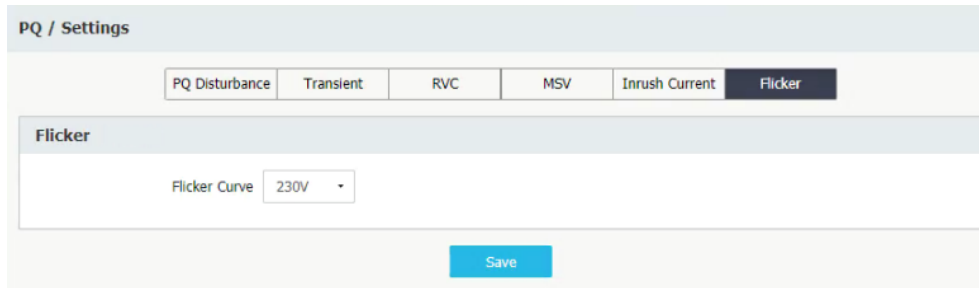 PQ / Settings
PQ Disturbance Transient RVC MSV Inrush Current Flicker
Flicker
Flicker Curve 230V
Save